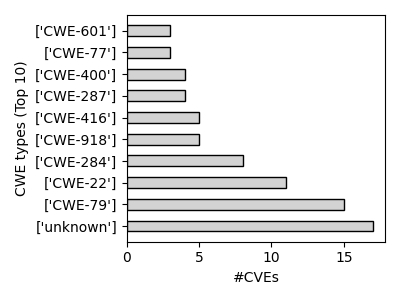 ['CWE-601']
['CWE-77']
['CWE-400']
['CWE-287']
['CWE-416']
['CWE-918']
['CWE-284']
['CWE-22']
['CWE-79']
['unknown']
CWE types (Top 10)
0 5 10 15
#CVEs